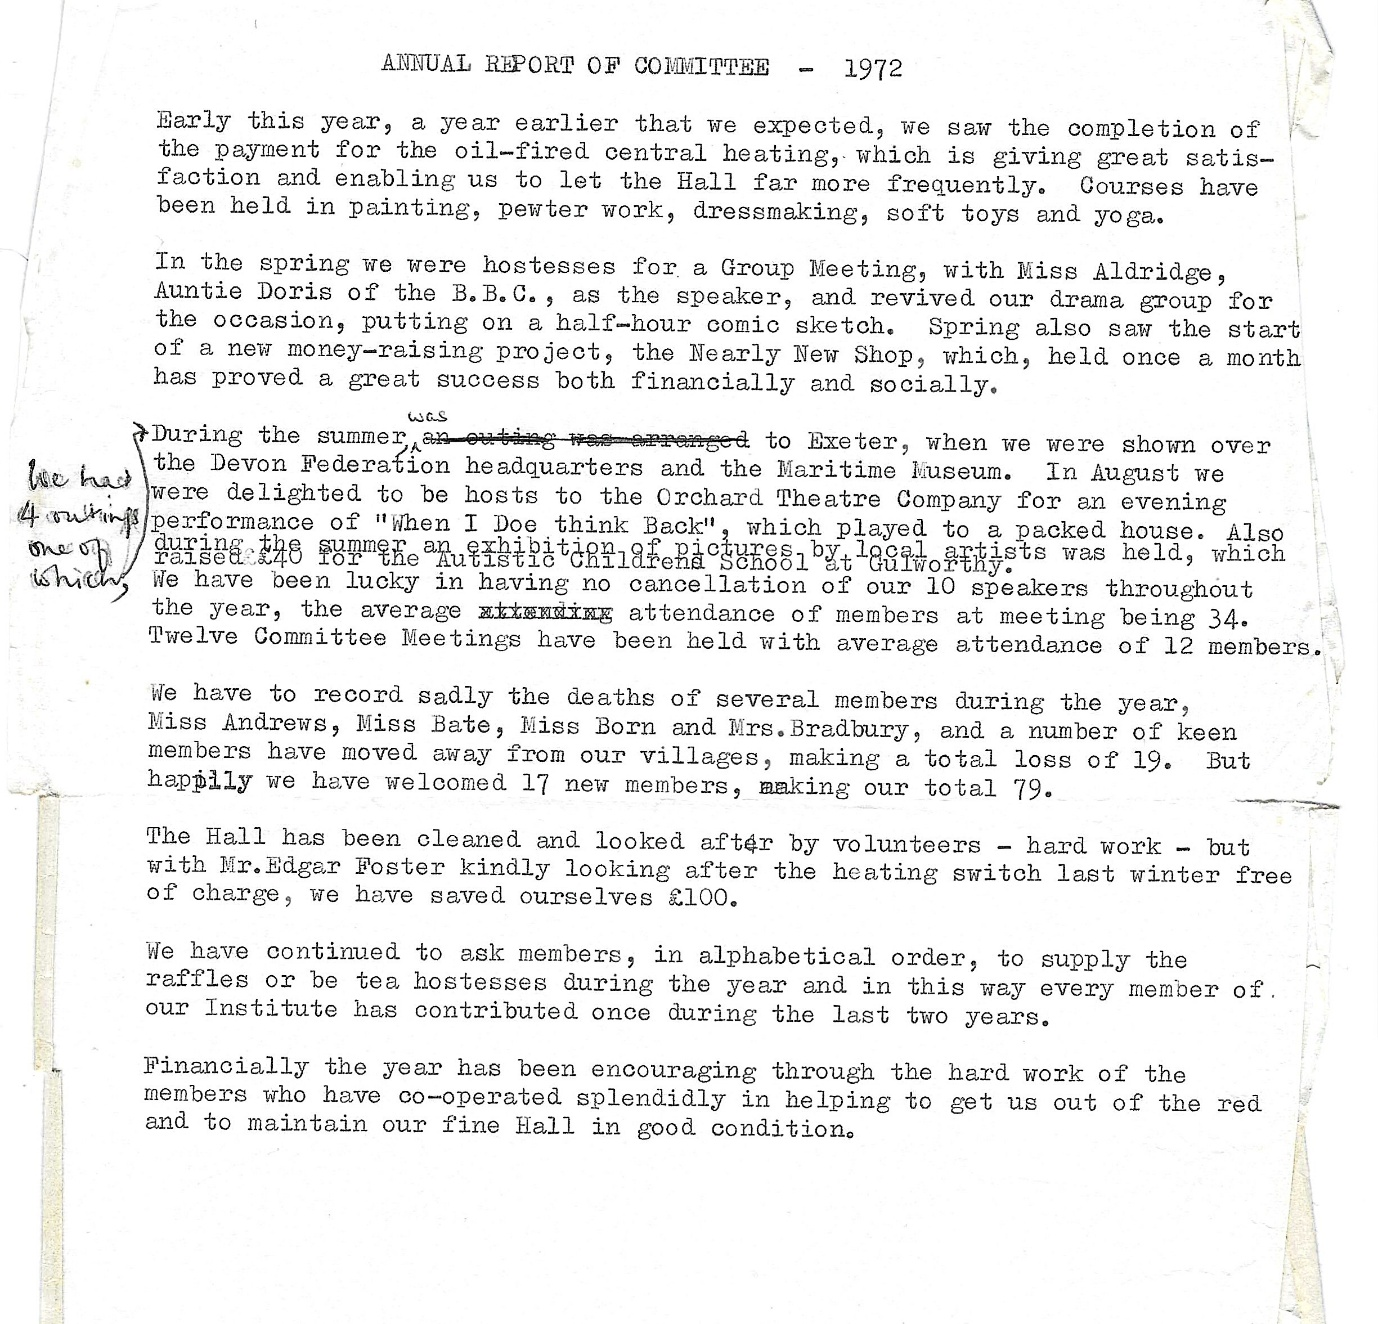 ANNUAL REPORT OF COMMITTEE - 1972
Early this year, a year earlier that we expected, we saw the completion of
the payment for the oil-fired central heating, which is giving great satis-
faction and enabling us to let the Hall far more frequently. Courses have
been held in painting, pewter work, dressmaking, soft toys and yoga.
In the spring we were hostesses for a Group Meeting, with Miss Aldridge,
Auntie Doris of the B.B.C., as the speaker, and revived our drama group for
the occasion, putting on a half-hour comic sketch. Spring also saw the start
of a new money-raising project, the Nearly New Shop, which, held once a month
has proved a great success both financially and socially.
We had
4 outings
one of
which,
was
During the summer, an outing was arranged to Exeter, when we were shown over
the Devon Federation headquarters and the Maritime Museum. In August we
were delighted to be hosts to the Orchard Theatre Company for an evening
performance of "When I Doe think Back", which played to a packed house. Also
during the summer an exhibition of pictures by local artists was held, which
raised £40 for the Autistic Childrens School at Gulworthy.
We have been lucky in having no cancellation of our 10 speakers throughout
the year, the average attending attendance of members at meeting being 34.
Twelve Committee Meetings have been held with average attendance of 12 members.
We have to record sadly the deaths of several members during the year,
Miss Andrews, Miss Bate, Miss Born and Mrs.Bradbury, and a number of keen
members have moved away from our villages, making a total loss of 19. But
happily we have welcomed 17 new members, making our total 79.
The Hall has been cleaned and looked after by volunteers - hard work - but
with Mr.Edgar Foster kindly looking after the heating switch last winter free
of charge, we have saved ourselves £100.
We have continued to ask members, in alphabetical order, to supply the
raffles or be tea hostesses during the year and in this way every member of.
our Institute has contributed once during the last two years.
Financially the year has been encouraging through the hard work of the
members who have co-operated splendidly in helping to get us out of the red
and to maintain our fine Hall in good condition.